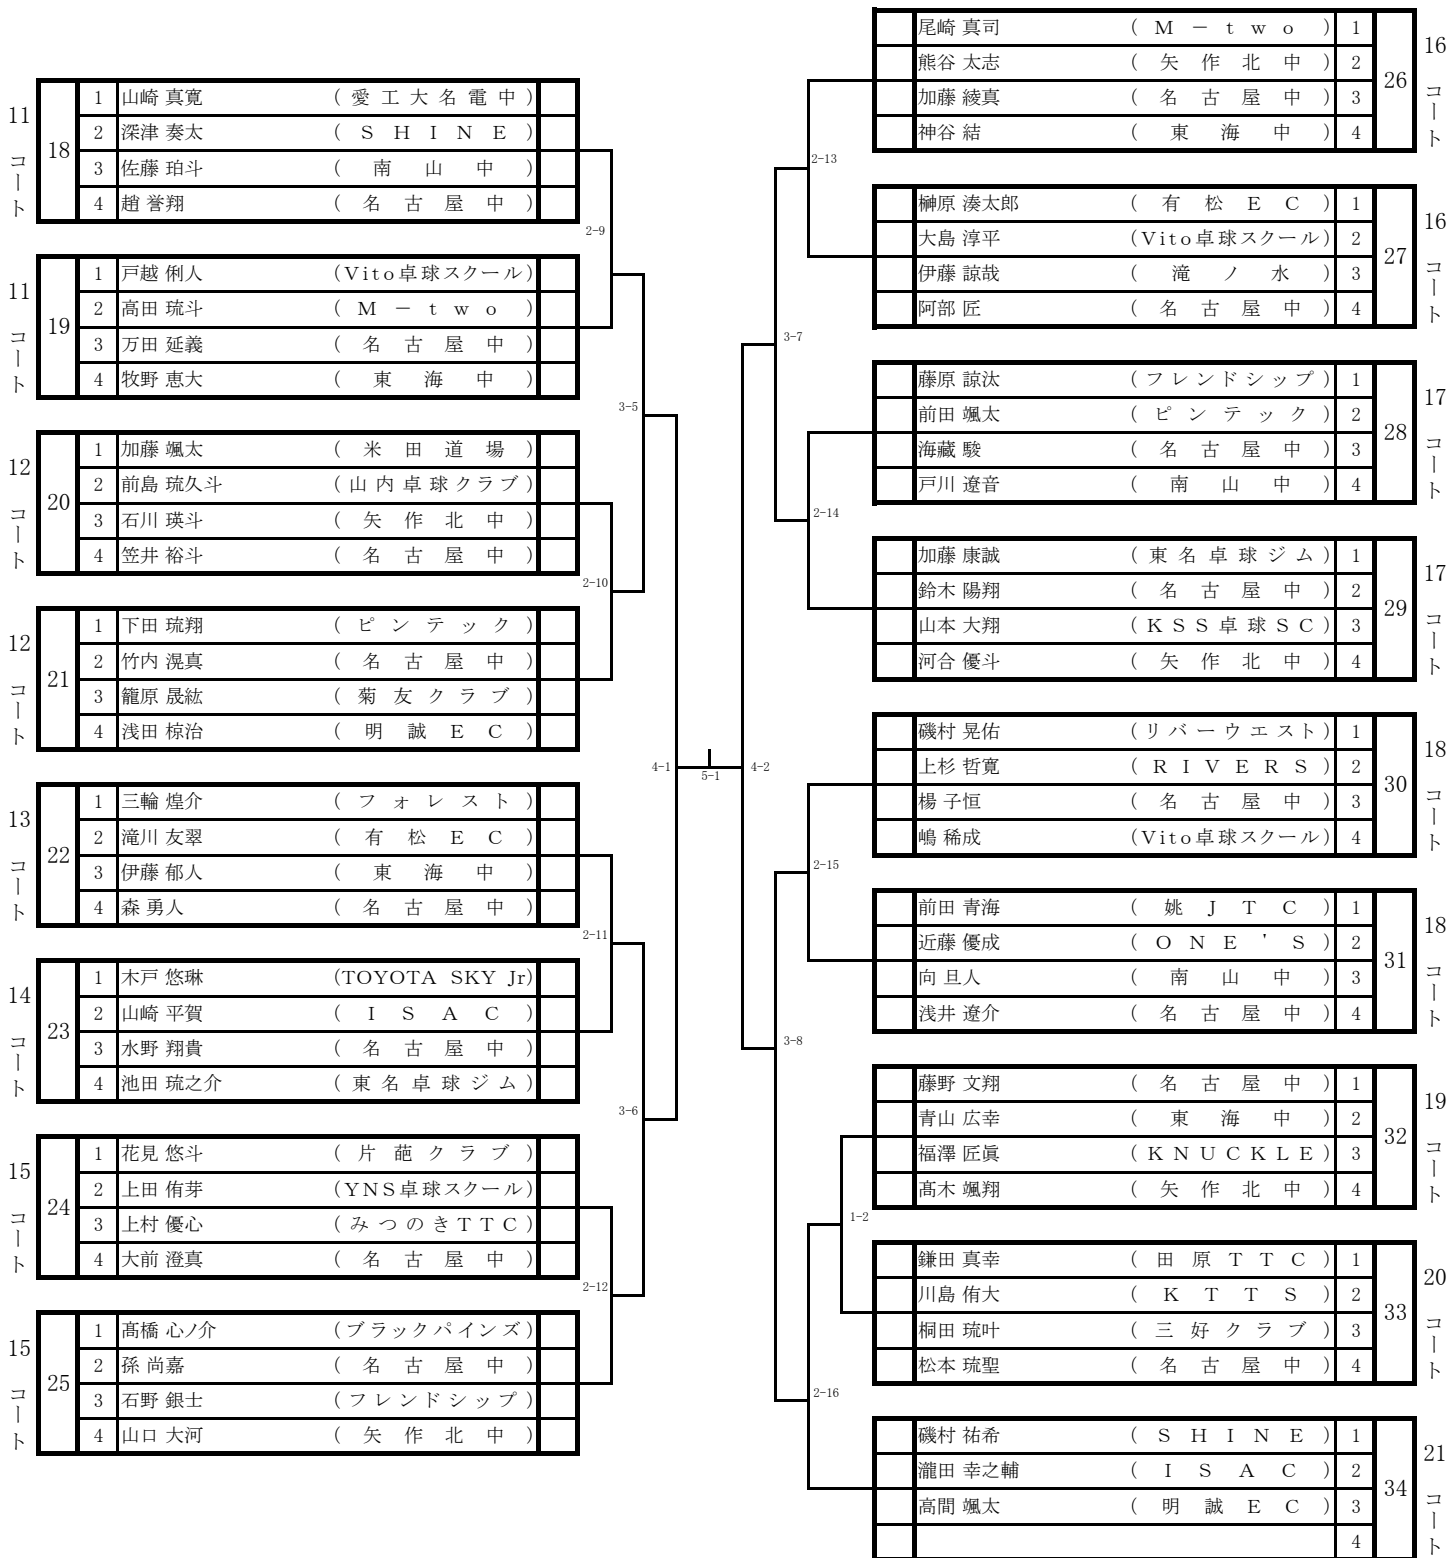 11コート
18
1 山崎 真寛 (愛工大名電中)
2 深津 奏太 (SHINE)
3 佐藤 珀斗 (南山中)
4 趙 誉翔 (名古屋中)
2-9
11コート
19
1 戸越 俐人 (Vito卓球スクール)
2 高田 琉斗 (M-two)
3 万田 延義 (名古屋中)
4 牧野 恵大 (東海中)
3-5
12コート
20
1 加藤 颯太 (米田道場)
2 前島 琉久斗 (山内卓球クラブ)
3 石川 瑛斗 (矢作北中)
4 笠井 裕斗 (名古屋中)
2-10
12コート
21
1 下田 琉翔 (ピンテック)
2 竹内 滉真 (名古屋中)
3 籠原 晟紘 (菊友クラブ)
4 浅田 椋治 (明誠EC)
4-1
5-1
4-2
13コート
22
1 三輪 煌介 (フォレスト)
2 滝川 友翠 (有松EC)
3 伊藤 郁人 (東海中)
4 森 勇人 (名古屋中)
2-11
14コート
23
1 木戸 悠琳 (TOYOTA SKY Jr)
2 山崎 平賀 (ISAC)
3 水野 翔貴 (名古屋中)
4 池田 琉之介 (東名卓球ジム)
3-6
15コート
24
1 花見 悠斗 (片葩クラブ)
2 上田 侑芽 (YNS卓球スクール)
3 上村 優心 (みつのきTTC)
4 大前 澄真 (名古屋中)
2-12
15コート
25
1 髙橋 心ノ介 (ブラックパインズ)
2 孫 尚嘉 (名古屋中)
3 石野 銀士 (フレンドシップ)
4 山口 大河 (矢作北中)
尾崎 真司 (M-two) 1
熊谷 太志 (矢作北中) 2
加藤 綾真 (名古屋中) 3
神谷 結 (東海中) 4
26
16コート
2-13
榊原 湊太郎 (有松EC) 1
大島 淳平 (Vito卓球スクール) 2
伊藤 諒哉 (滝ノ水) 3
阿部 匠 (名古屋中) 4
27
16コート
3-7
藤原 諒汰 (フレンドシップ) 1
前田 颯太 (ピンテック) 2
海藏 駿 (名古屋中) 3
戸川 遼音 (南山中) 4
28
17コート
2-14
加藤 康誠 (東名卓球ジム) 1
鈴木 陽翔 (名古屋中) 2
山本 大翔 (KSS卓球SC) 3
河合 優斗 (矢作北中) 4
29
17コート
磯村 晃佑 (リバーウエスト) 1
上杉 哲寛 (RIVERS) 2
楊 子恒 (名古屋中) 3
嶋 稀成 (Vito卓球スクール) 4
30
18コート
2-15
前田 青海 (姚JTC) 1
近藤 優成 (ONE'S) 2
向 旦人 (南山中) 3
浅井 遼介 (名古屋中) 4
31
18コート
3-8
藤野 文翔 (名古屋中) 1
青山 広幸 (東海中) 2
福澤 匠眞 (KNUCKLE) 3
髙木 颯翔 (矢作北中) 4
32
19コート
1-2
鎌田 真幸 (田原TTC) 1
川島 侑大 (KTTS) 2
桐田 琉叶 (三好クラブ) 3
松本 琉聖 (名古屋中) 4
33
20コート
2-16
磯村 祐希 (SHINE) 1
瀧田 幸之輔 (ISAC) 2
高間 颯太 (明誠EC) 3
4
34
21コート